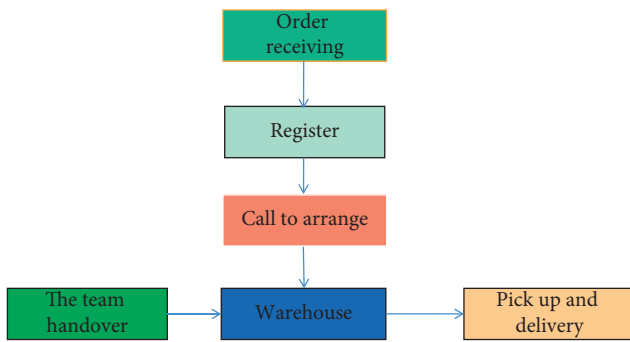 Order
receiving
Register
Call to arrange
The team
handover
Warehouse
Pick up and
delivery